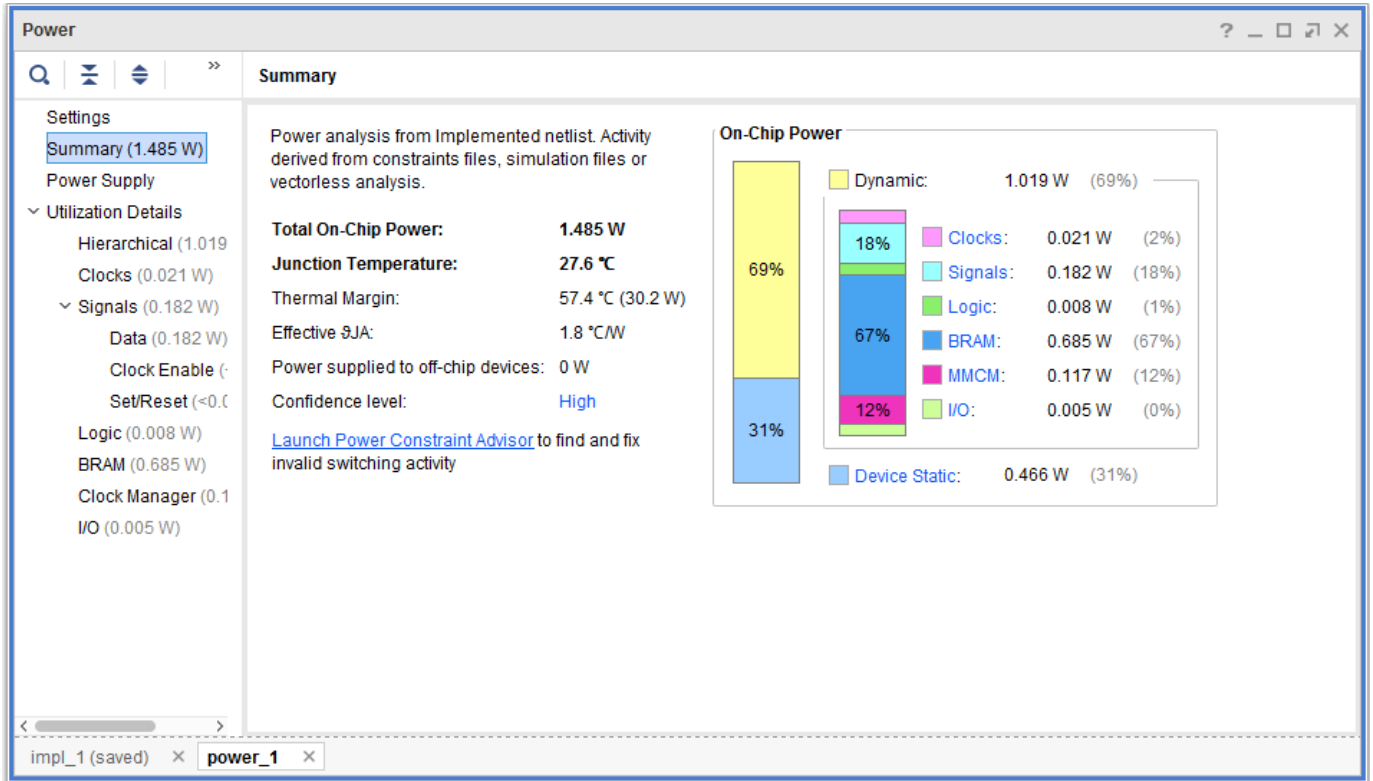 Power
Summary
Settings
Summary (1.485 W)
Power Supply
Utilization Details
Hierarchical (1.019
Clocks (0.021 W)
Signals (0.182 W)
Data (0.182 W)
Clock Enable (
Set/Reset (<0.0
Logic (0.008 W)
BRAM (0.685 W)
Clock Manager (0.1
I/O (0.005 W)
Power analysis from Implemented netlist. Activity
derived from constraints files, simulation files or
vectorless analysis.
Total On-Chip Power: 1.485 W
Junction Temperature: 27.6 °C
Thermal Margin: 57.4 °C (30.2 W)
Effective ϑJA: 1.8 °C/W
Power supplied to off-chip devices: 0 W
Confidence level: High
Launch Power Constraint Advisor to find and fix
invalid switching activity
On-Chip Power
69%
31%
Dynamic: 1.019 W (69%)
18%
67%
12%
Clocks: 0.021 W (2%)
Signals: 0.182 W (18%)
Logic: 0.008 W (1%)
BRAM: 0.685 W (67%)
MMCM: 0.117 W (12%)
I/O: 0.005 W (0%)
Device Static: 0.466 W (31%)
impl_1 (saved)
power_1